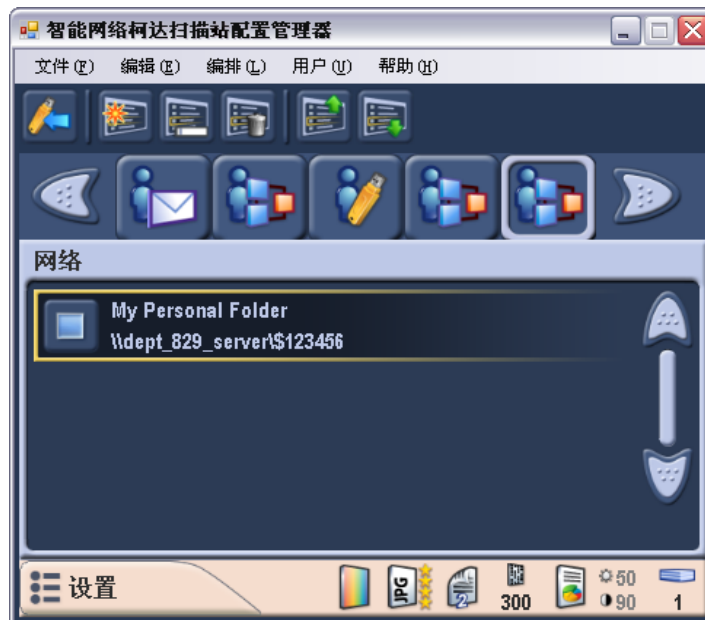 智能网络柯达扫描站配置管理器
文件(F) 编辑(E) 编排(L) 用户(U) 帮助(H)
网络
My Personal Folder
\\dept_829_server\$123456
设置
JPG
2
300
50
90
1